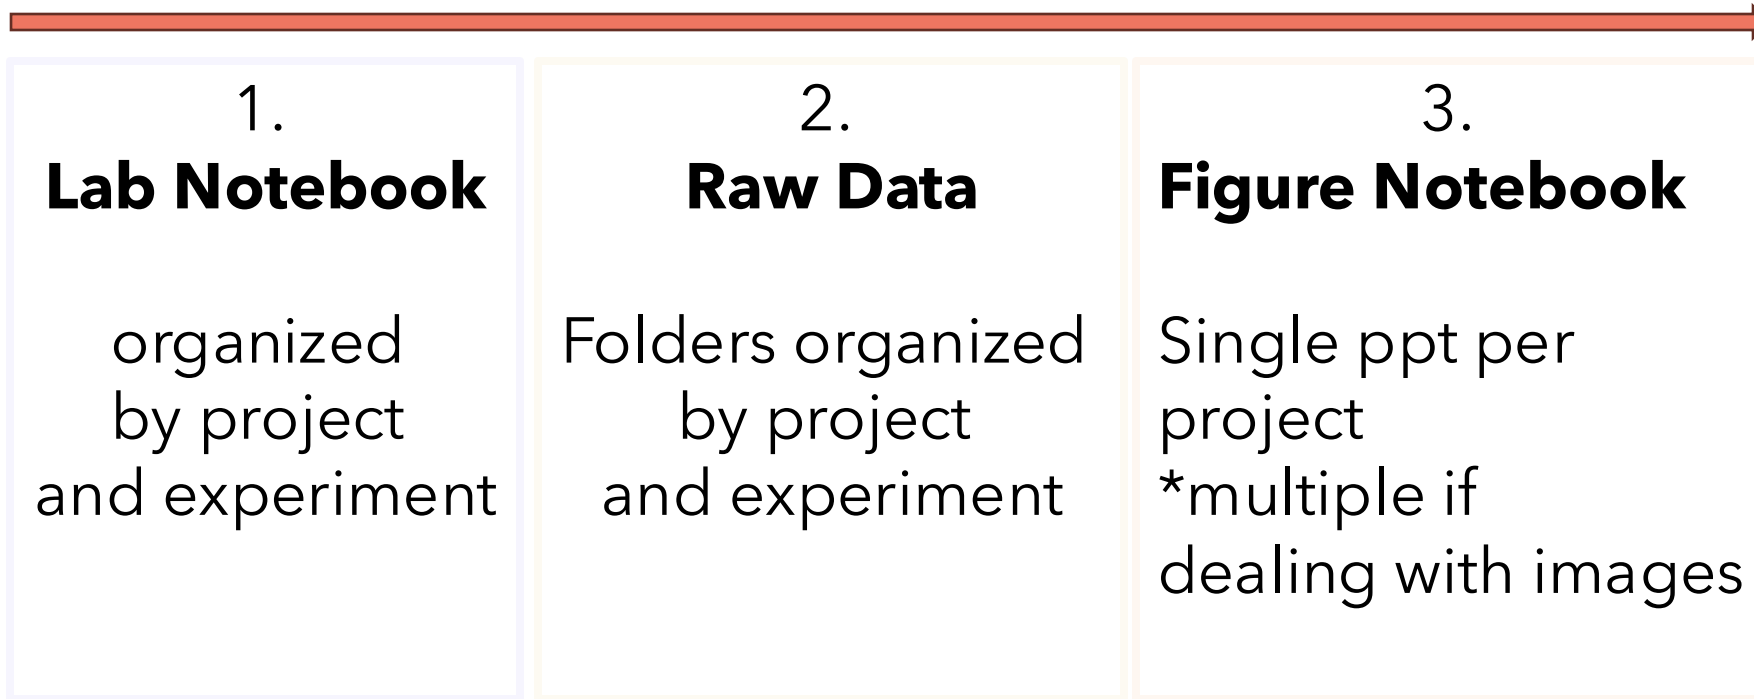 1.
Lab Notebook
organized
by project
and experiment
2.
Raw Data
Folders organized
by project
and experiment
3.
Figure Notebook
Single ppt per
project
*multiple if
dealing with images